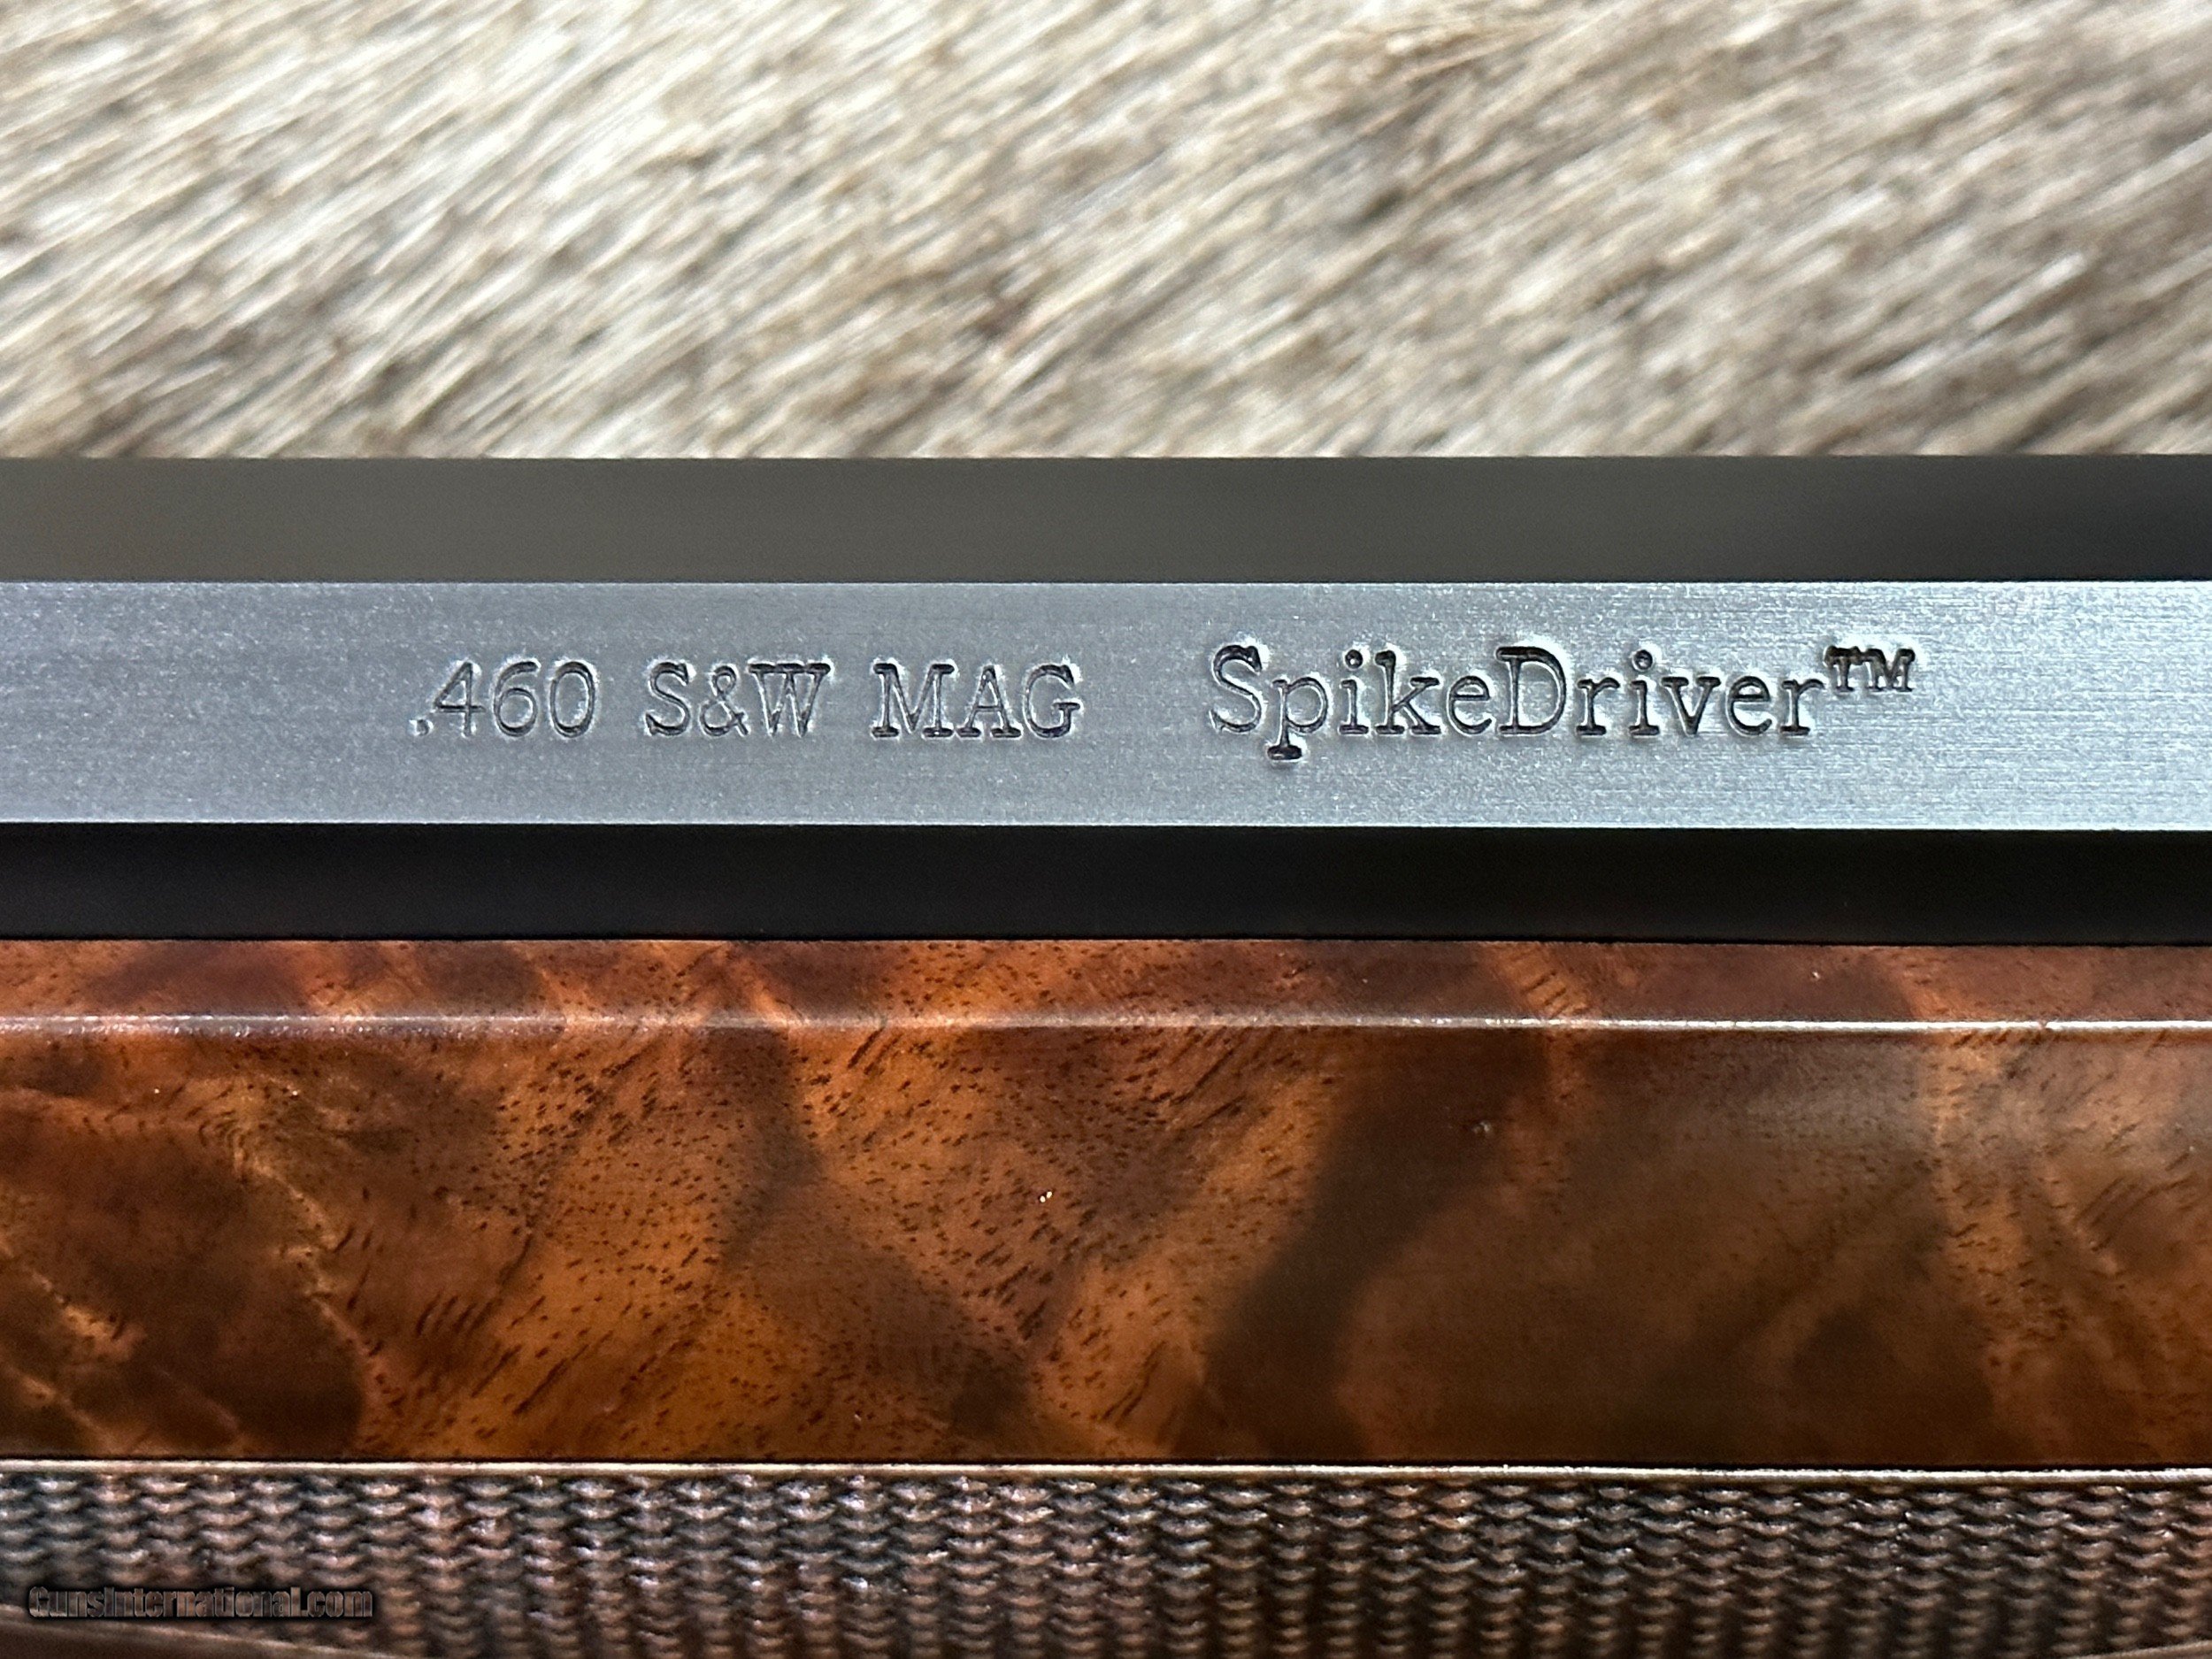 .460 S&W MAG SpikeDriver™
GunsInternational.com